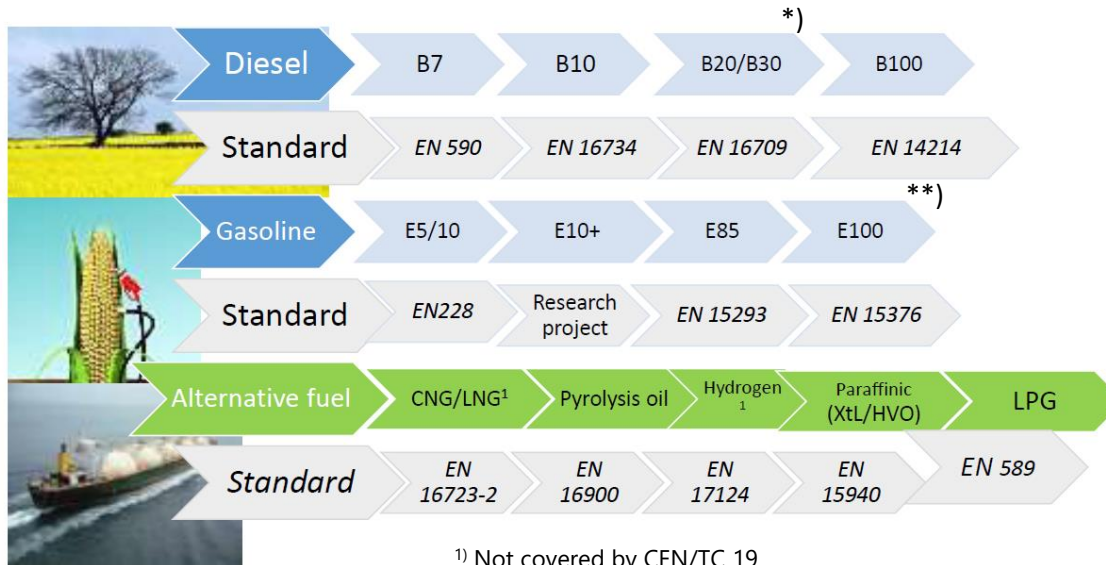 *)
Diesel B7 B10 B20/B30 B100
Standard EN 590 EN 16734 EN 16709 EN 14214
**)
Gasoline E5/10 E10+ E85 E100
Standard EN228 Research project EN 15293 EN 15376
Alternative fuel CNG/LNG¹ Pyrolysis oil Hydrogen ¹ Paraffinic (XtL/HVO) LPG
Standard EN 16723-2 EN 16900 EN 17124 EN 15940 EN 589
¹⁾ Not covered by CEN/TC 19